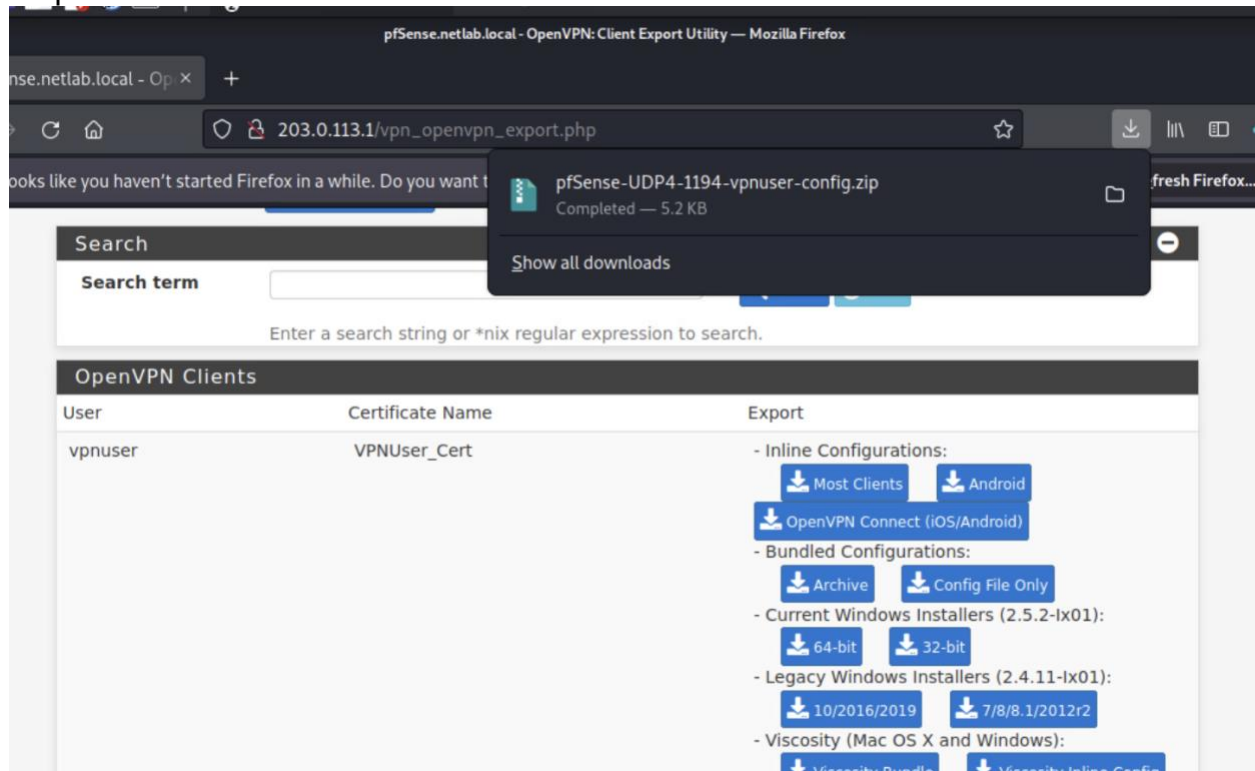 pfSense.netlab.local - OpenVPN: Client Export Utility — Mozilla Firefox
nse.netlab.local - Op
203.0.113.1/vpn_openvpn_export.php
ooks like you haven't started Firefox in a while. Do you want t
fresh Firefox...
pfSense-UDP4-1194-vpnuser-config.zip
Completed — 5.2 KB
Show all downloads
Search
Search term
Enter a search string or *nix regular expression to search.
OpenVPN Clients
User Certificate Name Export
vpnuser VPNUser_Cert - Inline Configurations:
Most Clients Android
OpenVPN Connect (iOS/Android)
- Bundled Configurations:
Archive Config File Only
- Current Windows Installers (2.5.2-Ix01):
64-bit 32-bit
- Legacy Windows Installers (2.4.11-Ix01):
10/2016/2019 7/8/8.1/2012r2
- Viscosity (Mac OS X and Windows):
Viscosity Bundle Viscosity Inline Config